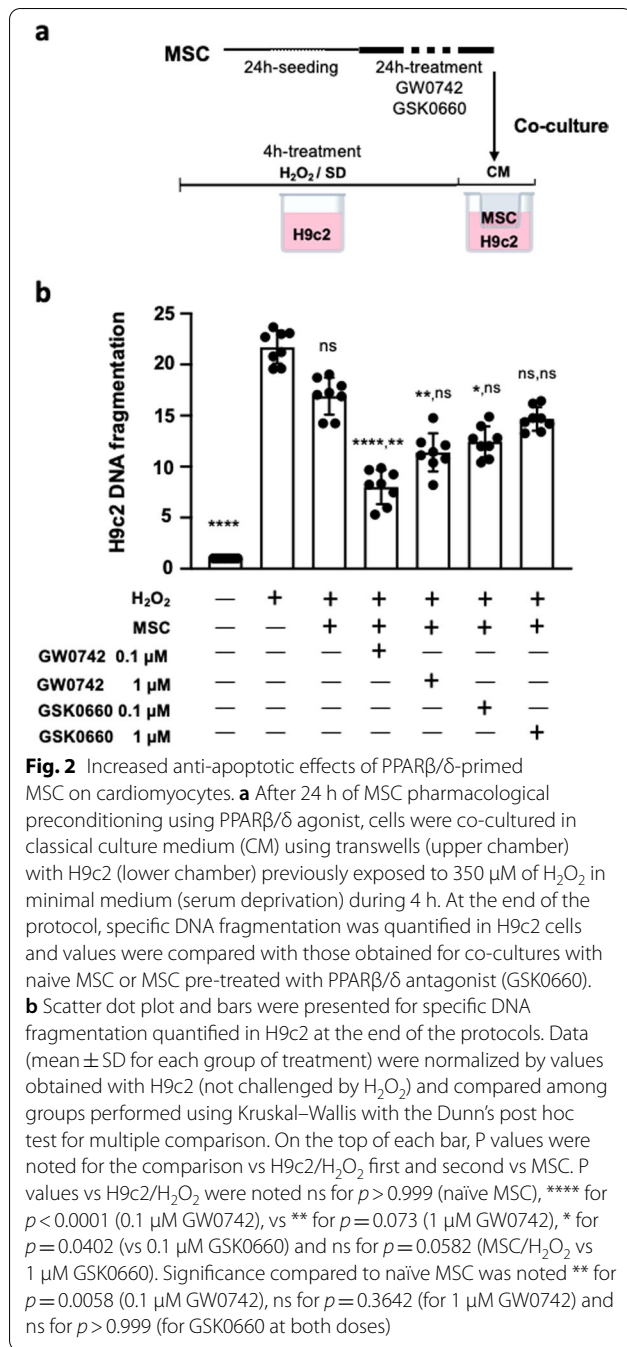 a
MSC
24h-seeding
24h-treatment
GW0742
GSK0660
Co-culture
4h-treatment
H₂O₂ / SD
CM
H9c2
MSC
H9c2
b
H9c2 DNA fragmentation
25
20
15
10
5
0
****
ns
****,**
**,ns
*,ns
ns,ns
H₂O₂ — + + + + + +
MSC — — + + + + +
GW0742 0.1 µM — — — + — — —
GW0742 1 µM — — — — + — —
GSK0660 0.1 µM — — — — — + —
GSK0660 1 µM — — — — — — +
Fig. 2 Increased anti-apoptotic effects of PPARβ/δ-primed
MSC on cardiomyocytes. a After 24 h of MSC pharmacological
preconditioning using PPARβ/δ agonist, cells were co-cultured in
classical culture medium (CM) using transwells (upper chamber)
with H9c2 (lower chamber) previously exposed to 350 µM of H₂O₂ in
minimal medium (serum deprivation) during 4 h. At the end of the
protocol, specific DNA fragmentation was quantified in H9c2 cells
and values were compared with those obtained for co-cultures with
naive MSC or MSC pre-treated with PPARβ/δ antagonist (GSK0660).
b Scatter dot plot and bars were presented for specific DNA
fragmentation quantified in H9c2 at the end of the protocols. Data
(mean ± SD for each group of treatment) were normalized by values
obtained with H9c2 (not challenged by H₂O₂) and compared among
groups performed using Kruskal–Wallis with the Dunn's post hoc
test for multiple comparison. On the top of each bar, P values were
noted for the comparison vs H9c2/H₂O₂ first and second vs MSC. P
values vs H9c2/H₂O₂ were noted ns for p > 0.999 (naïve MSC), **** for
p < 0.0001 (0.1 µM GW0742), vs ** for p = 0.073 (1 µM GW0742), * for
p = 0.0402 (vs 0.1 µM GSK0660) and ns for p = 0.0582 (MSC/H₂O₂ vs
1 µM GSK0660). Significance compared to naïve MSC was noted ** for
p = 0.0058 (0.1 µM GW0742), ns for p = 0.3642 (for 1 µM GW0742) and
ns for p > 0.999 (for GSK0660 at both doses)